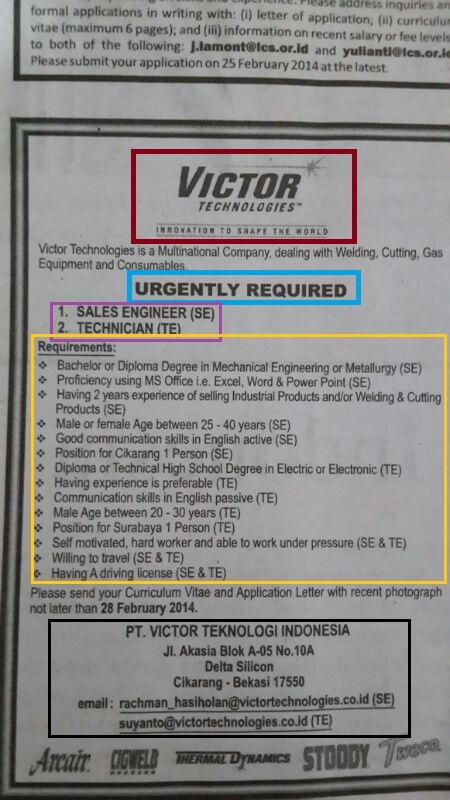 Please address inquiries an
formal applications in writing with: (i) letter of application; (ii) curriculu
vitae (maximum 6 pages); and (iii) information on recent salary or fee levels
to both of the following: j.lamont@lcs.or.id and yulianti@lcs.or.id
Please submit your application on 25 February 2014 at the latest.
VICTOR
TECHNOLOGIES™
INNOVATION TO SHAPE THE WORLD
Victor Technologies is a Multinational Company, dealing with Welding, Cutting, Gas
Equipment and Consumables.
URGENTLY REQUIRED
1. SALES ENGINEER (SE)
2. TECHNICIAN (TE)
Requirements:
❖ Bachelor or Diploma Degree in Mechanical Engineering or Metallurgy (SE)
❖ Proficiency using MS Office i.e. Excel, Word & Power Point (SE)
❖ Having 2 years experience of selling Industrial Products and/or Welding & Cutting
Products (SE)
❖ Male or female Age between 25 - 40 years (SE)
❖ Good communication skills in English active (SE)
❖ Position for Cikarang 1 Person (SE)
❖ Diploma or Technical High School Degree in Electric or Electronic (TE)
❖ Having experience is preferable (TE)
❖ Communication skills in English passive (TE)
❖ Male Age between 20 - 30 years (TE)
❖ Position for Surabaya 1 Person (TE)
❖ Self motivated, hard worker and able to work under pressure (SE & TE)
❖ Willing to travel (SE & TE)
❖ Having A driving license (SE & TE)
Please send your Curriculum Vitae and Application Letter with recent photograph
not later than 28 February 2014.
PT. VICTOR TEKNOLOGI INDONESIA
Jl. Akasia Blok A-05 No.10A
Delta Silicon
Cikarang - Bekasi 17550
email : rachman_hasiholan@victortechnologies.co.id (SE)
suyanto@victortechnologies.co.id (TE)
Arcair CIGWELD THERMAL DYNAMICS STOODY Tweco